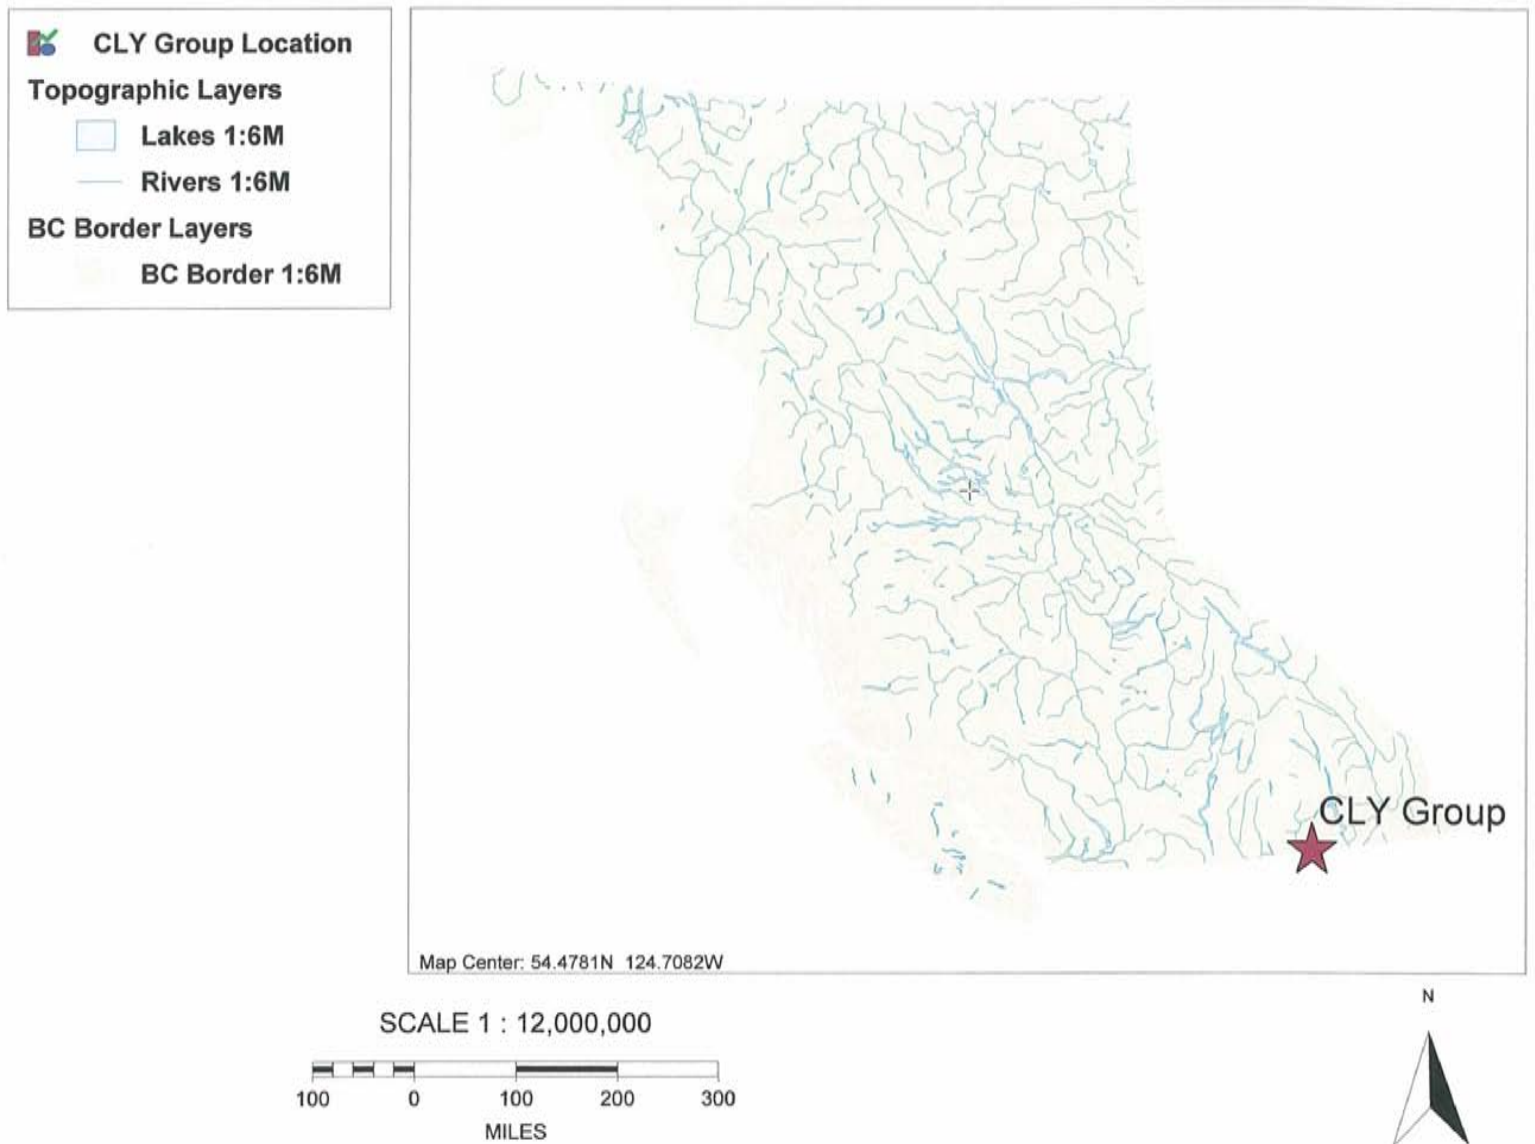 CLY Group Location
Topographic Layers
Lakes 1:6M
Rivers 1:6M
BC Border Layers
BC Border 1:6M
CLY Group
Map Center: 54.4781N 124.7082W
SCALE 1 : 12,000,000
100 0 100 200 300
MILES
N